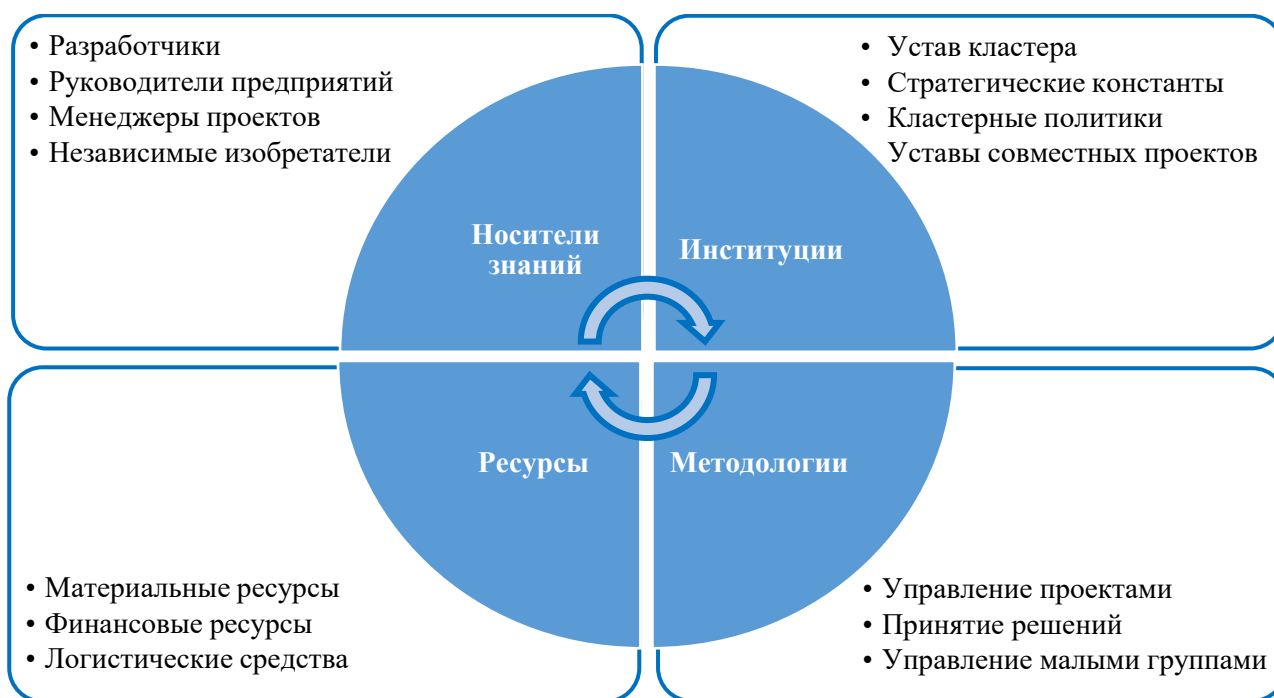 • Разработчики
• Руководители предприятий
• Менеджеры проектов
• Независимые изобретатели
• Устав кластера
• Стратегические константы
• Кластерные политики
Уставы совместных проектов
Носители
знаний
Институции
Ресурсы
Методологии
• Материальные ресурсы
• Финансовые ресурсы
• Логистические средства
• Управление проектами
• Принятие решений
• Управление малыми группами